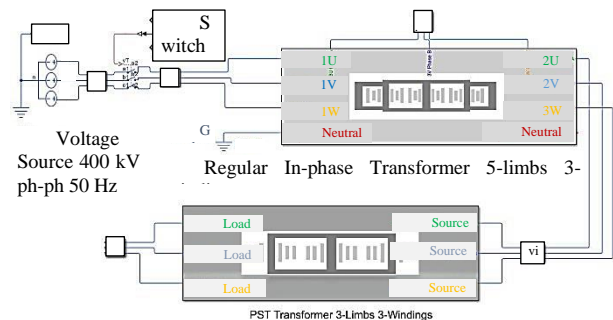 S
witch
1U
1V
1W
Neutral
2U
2V
3W
Neutral
G
Voltage
Source 400 kV
ph-ph 50 Hz
Regular In-phase Transformer 5-limbs 3-
Load
Load
Load
Source
Source
Source
vi
PST Transformer 3-Limbs 3-Windings